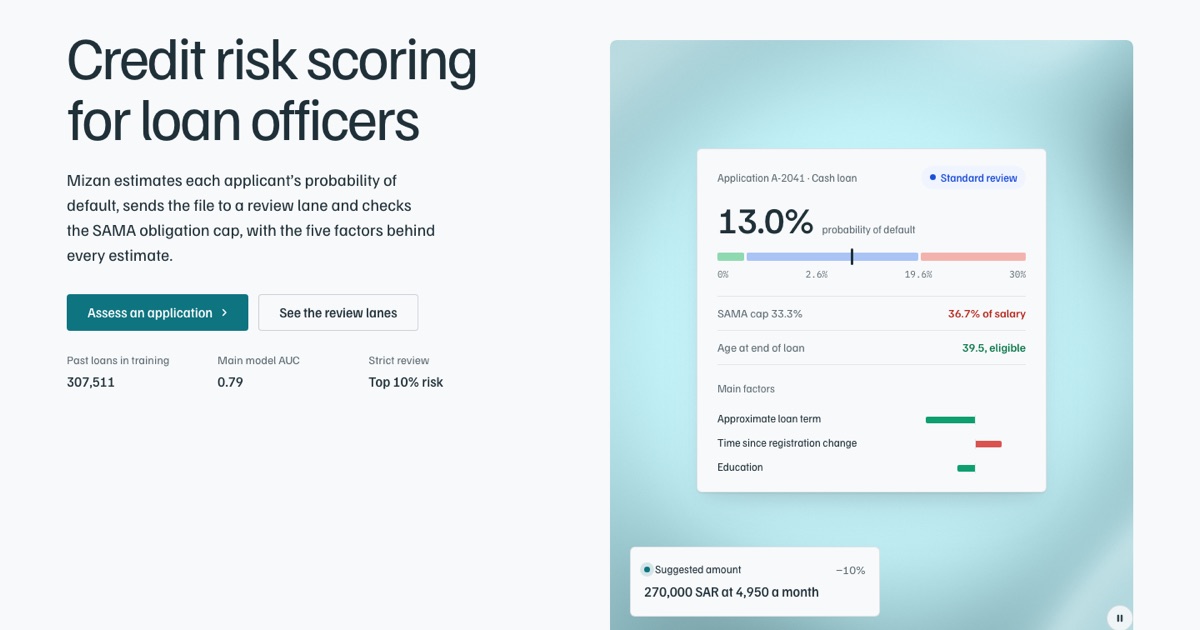 Credit risk scoring
for loan officers
Mizan estimates each applicant's probability of
default, sends the file to a review lane and checks
the SAMA obligation cap, with the five factors behind
every estimate.
Assess an application
See the review lanes
Past loans in training
307,511
Main model AUC
0.79
Strict review
Top 10% risk
Application A-2041 · Cash loan
Standard review
13.0% probability of default
0% 2.6% 19.6% 30%
SAMA cap 33.3% 36.7% of salary
Age at end of loan 39.5, eligible
Main factors
Approximate loan term
Time since registration change
Education
Suggested amount −10%
270,000 SAR at 4,950 a month